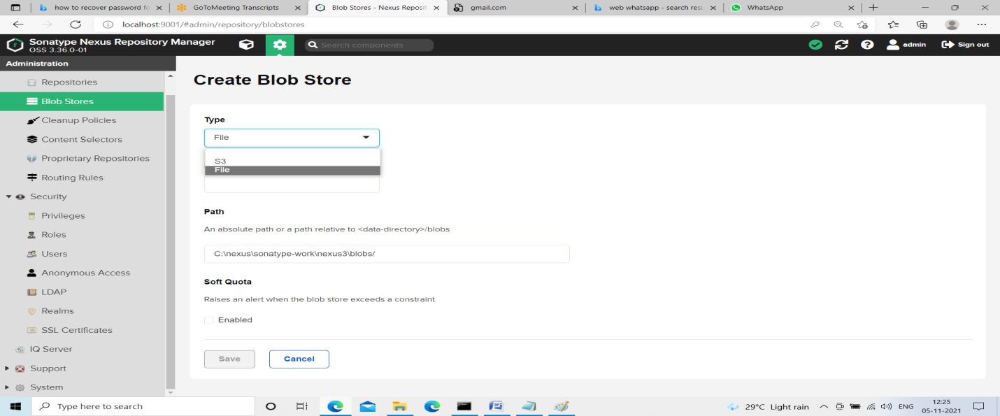 how to recover password fo
GoToMeeting Transcripts
Blob Stores - Nexus Reposit
gmail.com
web whatsapp - search resu
WhatsApp
localhost:9001/#admin/repository/blobstores
Sonatype Nexus Repository Manager
OSS 3.36.0-01
Search components
admin
Sign out
Administration
Repositories
Blob Stores
Cleanup Policies
Content Selectors
Proprietary Repositories
Routing Rules
Security
Privileges
Roles
Users
Anonymous Access
LDAP
Realms
SSL Certificates
IQ Server
Support
System
Create Blob Store
Type
File
S3
File
Path
An absolute path or a path relative to <data-directory>/blobs
C:\nexus\sonatype-work\nexus3\blobs/
Soft Quota
Raises an alert when the blob store exceeds a constraint
Enabled
Save
Cancel
Type here to search
29°C Light rain
ENG
12:25
05-11-2021